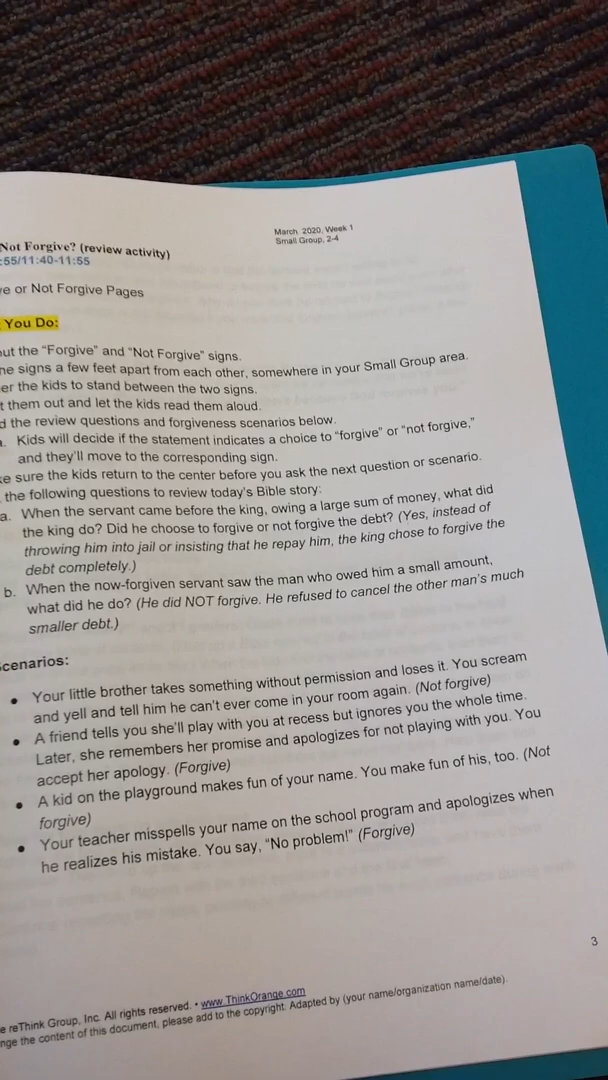 March 2020, Week 1
Small Group, 2-4
Not Forgive? (review activity)
:55/11:40-11:55
ve or Not Forgive Pages
You Do:
out the “Forgive” and “Not Forgive” signs.
he signs a few feet apart from each other, somewhere in your Small Group area.
er the kids to stand between the two signs.
t them out and let the kids read them aloud.
d the review questions and forgiveness scenarios below.
a. Kids will decide if the statement indicates a choice to “forgive” or “not forgive,”
and they’ll move to the corresponding sign.
ke sure the kids return to the center before you ask the next question or scenario.
the following questions to review today’s Bible story:
a. When the servant came before the king, owing a large sum of money, what did
the king do? Did he choose to forgive or not forgive the debt? (Yes, instead of
throwing him into jail or insisting that he repay him, the king chose to forgive the
debt completely.)
b. When the now-forgiven servant saw the man who owed him a small amount,
what did he do? (He did NOT forgive. He refused to cancel the other man’s much
smaller debt.)
cenarios:
• Your little brother takes something without permission and loses it. You scream
and yell and tell him he can’t ever come in your room again. (Not forgive)
• A friend tells you she’ll play with you at recess but ignores you the whole time.
Later, she remembers her promise and apologizes for not playing with you. You
accept her apology. (Forgive)
• A kid on the playground makes fun of your name. You make fun of his, too. (Not
forgive)
• Your teacher misspells your name on the school program and apologizes when
he realizes his mistake. You say, “No problem!” (Forgive)
3
e reThink Group, Inc. All rights reserved. • www.ThinkOrange.com
nge the content of this document, please add to the copyright. Adapted by (your name/organization name/date).